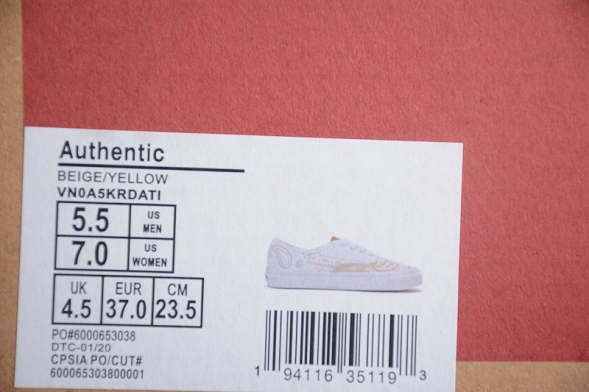 Authentic
BEIGE/YELLOW
VN0A5KRDATI
5.5 US MEN
7.0 US WOMEN
UK EUR CM
4.5 37.0 23.5
PO#6000653038
DTC-01/20
CPSIA PO/CUT#
600065303800001
1 94116 35119 3